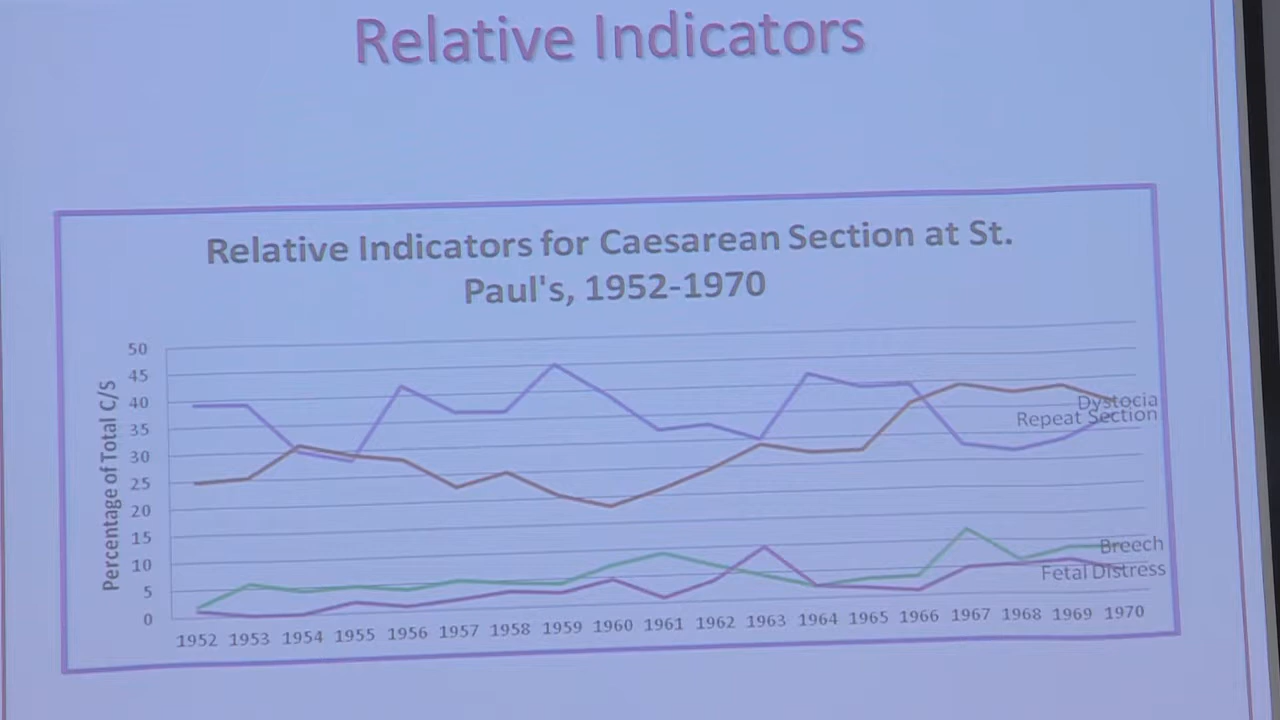 Relative Indicators
Relative Indicators for Caesarean Section at St.
Paul's, 1952-1970
Percentage of Total C/S
50
45
40
35
30
25
20
15
10
5
0
Dystocia
Repeat Section
Breech
Fetal Distress
1952 1953 1954 1955 1956 1957 1958 1959 1960 1961 1962 1963 1964 1965 1966 1967 1968 1969 1970